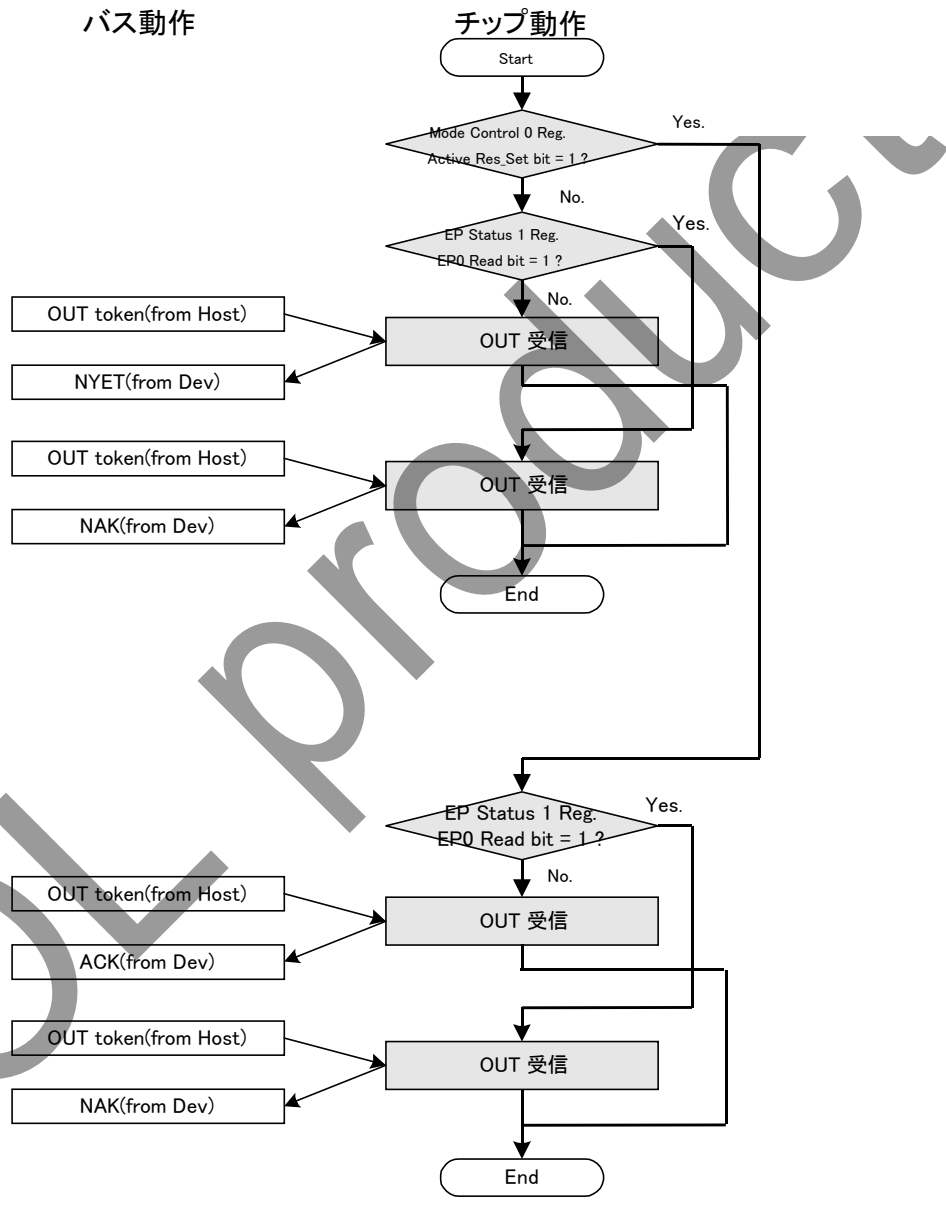 バス動作
チップ動作
Start
Mode Control 0 Reg.
Active Res_Set bit = 1 ?
Yes.
No.
EP Status 1 Reg.
EP0 Read bit = 1 ?
Yes.
No.
OUT token(from Host)
OUT 受信
NYET(from Dev)
OUT token(from Host)
OUT 受信
NAK(from Dev)
End
EP Status 1 Reg.
EP0 Read bit = 1 ?
Yes.
No.
OUT token(from Host)
OUT 受信
ACK(from Dev)
OUT token(from Host)
OUT 受信
NAK(from Dev)
End
OL product